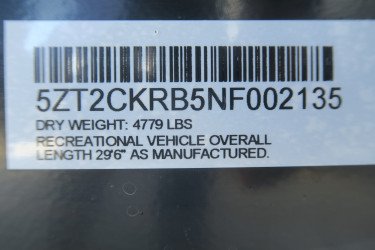 5ZT2CKRB5NF002135
DRY WEIGHT: 4779 LBS
RECREATIONAL VEHICLE OVERALL
LENGTH 29'6" AS MANUFACTURED.